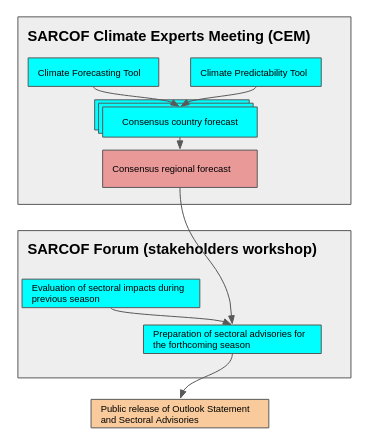 SARCOF Climate Experts Meeting (CEM)
Climate Forecasting Tool
Climate Predictability Tool
Consensus country forecast
Consensus regional forecast
SARCOF Forum (stakeholders workshop)
Evaluation of sectoral impacts during
previous season
Preparation of sectoral advisories for
the forthcoming season
Public release of Outlook Statement
and Sectoral Advisories